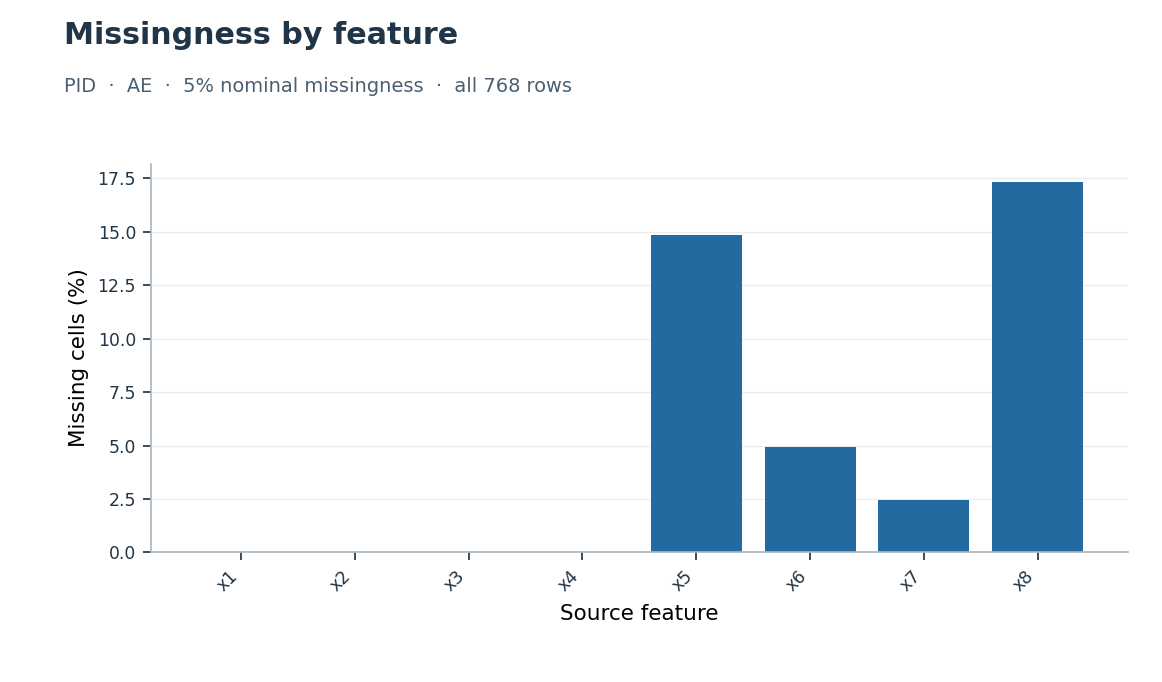 Missingness by feature
PID · AE · 5% nominal missingness · all 768 rows
17.5
15.0
12.5
10.0
7.5
5.0
2.5
0.0
Missing cells (%)
x1 x2 x3 x4 x5 x6 x7 x8
Source feature